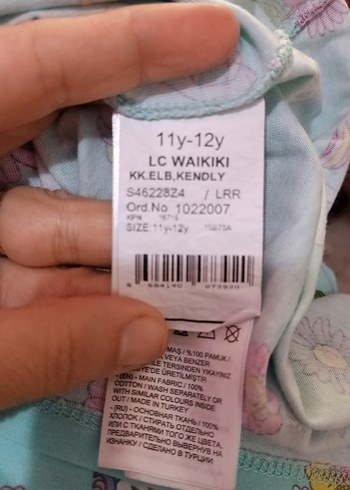 11y-12y
LC WAIKIKI
KK.ELB,KENDLY
S46228Z4 / LRR
Ord.No 1022007
SIZE:11y-12y 152/75A
MAŞ / %100 PAMUK /
VEYA BENZER
TERSTEN YIKAYINIZ
ÜRETİLMİŞTİR
(EN) - MAIN FABRIC / 100%
COTTON / WASH SEPARATELY OR
WITH SIMILAR COLOURS INSIDE
OUT / MADE IN TURKEY
(RU) - ОСНОВНАЯ ТКАНЬ / 100%
ХЛОПОК / СТИРАТЬ ОТДЕЛЬНО
ИЛИ С ТКАНЯМИ ТОГО ЖЕ ЦВЕТА,
ПРЕДВАРИТЕЛЬНО ВЫВЕРНУВ НА
ИЗНАНКУ / СДЕЛАНО В ТУРЦИИ